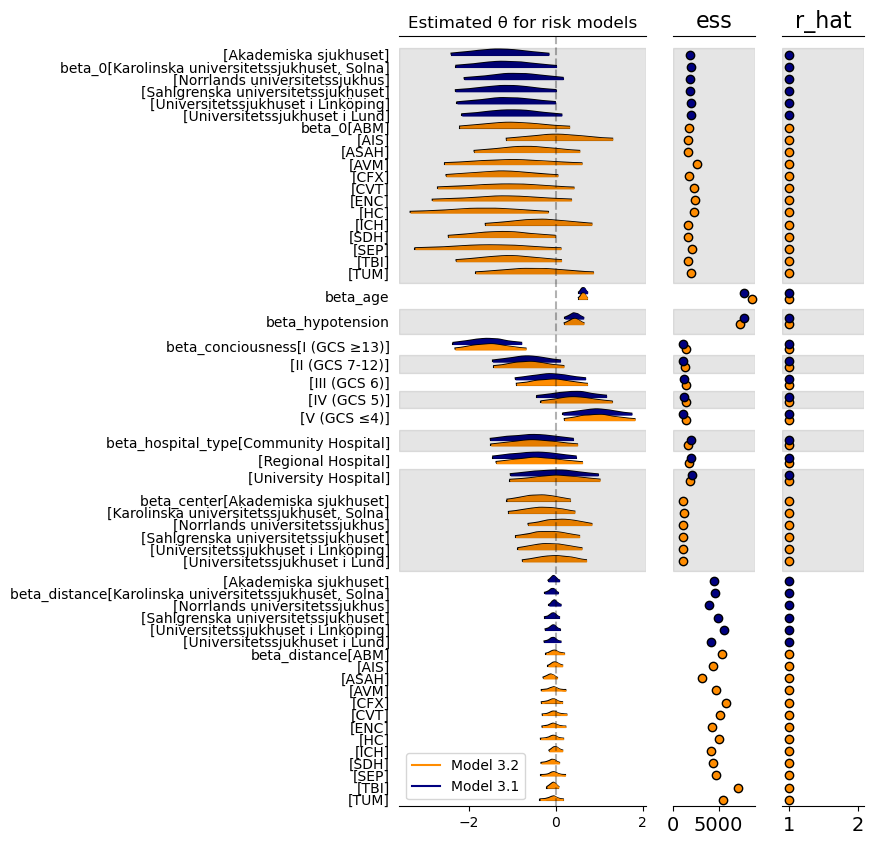 Estimated θ for risk models
ess
r_hat
[Akademiska sjukhuset]
beta_0[Karolinska universitetssjukhuset, Solna]
[Norrlands universitetssjukhus]
[Sahlgrenska universitetssjukhuset]
[Universitetssjukhuset i Linköping]
[Universitetssjukhuset i Lund]
beta_0[ABM]
[AIS]
[ASAH]
[AVM]
[CFX]
[CVT]
[ENC]
[HC]
[ICH]
[SDH]
[SEP]
[TBI]
[TUM]
beta_age
beta_hypotension
beta_conciousness[I (GCS ≥13)]
[II (GCS 7-12)]
[III (GCS 6)]
[IV (GCS 5)]
[V (GCS ≤4)]
beta_hospital_type[Community Hospital]
[Regional Hospital]
[University Hospital]
beta_center[Akademiska sjukhuset]
[Karolinska universitetssjukhuset, Solna]
[Norrlands universitetssjukhus]
[Sahlgrenska universitetssjukhuset]
[Universitetssjukhuset i Linköping]
[Universitetssjukhuset i Lund]
[Akademiska sjukhuset]
beta_distance[Karolinska universitetssjukhuset, Solna]
[Norrlands universitetssjukhus]
[Sahlgrenska universitetssjukhuset]
[Universitetssjukhuset i Linköping]
[Universitetssjukhuset i Lund]
beta_distance[ABM]
[AIS]
[ASAH]
[AVM]
[CFX]
[CVT]
[ENC]
[HC]
[ICH]
[SDH]
[SEP]
[TBI]
[TUM]
Model 3.2
Model 3.1
−2 0 2
0 5000
1 2